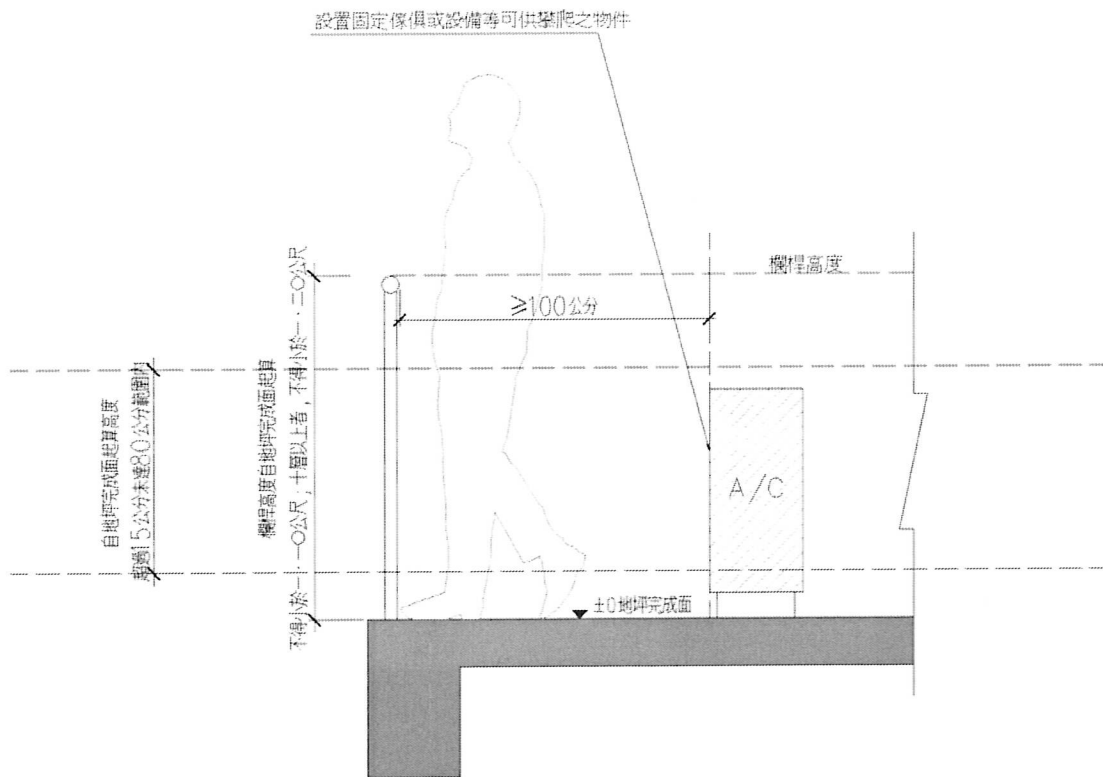 設置固定傢俱或設備等可供攀爬之物件
欄桿高度
≥100公分
欄桿高度自地坪完成面起算
不得小於一．一〇公尺；十層以上者，不得小於一．二〇公尺
自地坪完成面起算高度
超過15公分未達80公分範圍內
A/C
±0地坪完成面